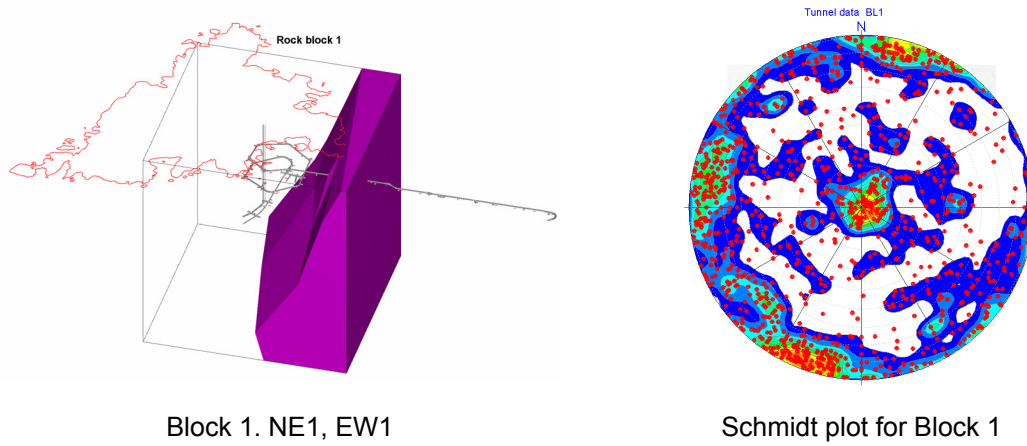 Rock block 1
Tunnel data BL1
N
Block 1. NE1, EW1
Schmidt plot for Block 1